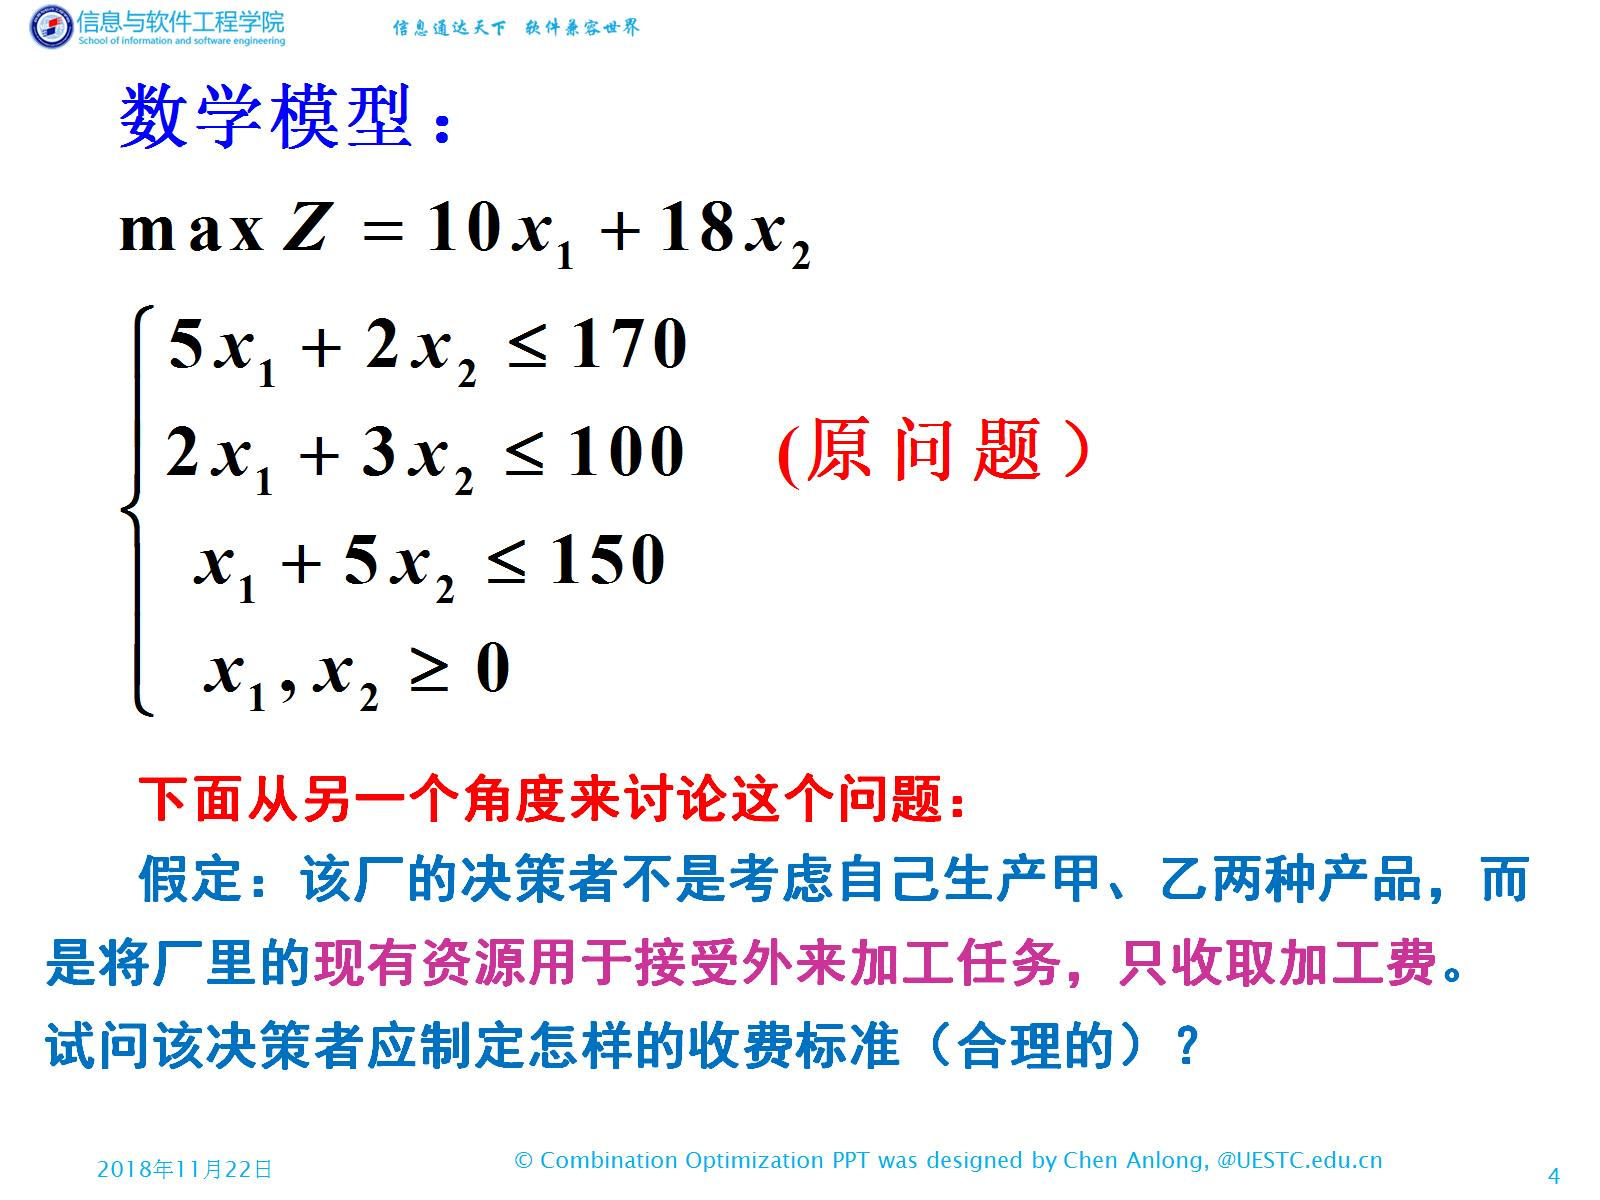 信息与软件工程学院
School of information and software engineering
信息通达天下 软件兼容世界
数学模型：
max Z = 10x₁ + 18x₂
5x₁ + 2x₂ ≤ 170
2x₁ + 3x₂ ≤ 100 (原问题）
x₁ + 5x₂ ≤ 150
x₁, x₂ ≥ 0
下面从另一个角度来讨论这个问题：
假定：该厂的决策者不是考虑自己生产甲、乙两种产品，而
是将厂里的现有资源用于接受外来加工任务，只收取加工费。
试问该决策者应制定怎样的收费标准（合理的）？
2018年11月22日
© Combination Optimization PPT was designed by Chen Anlong, @UESTC.edu.cn
4